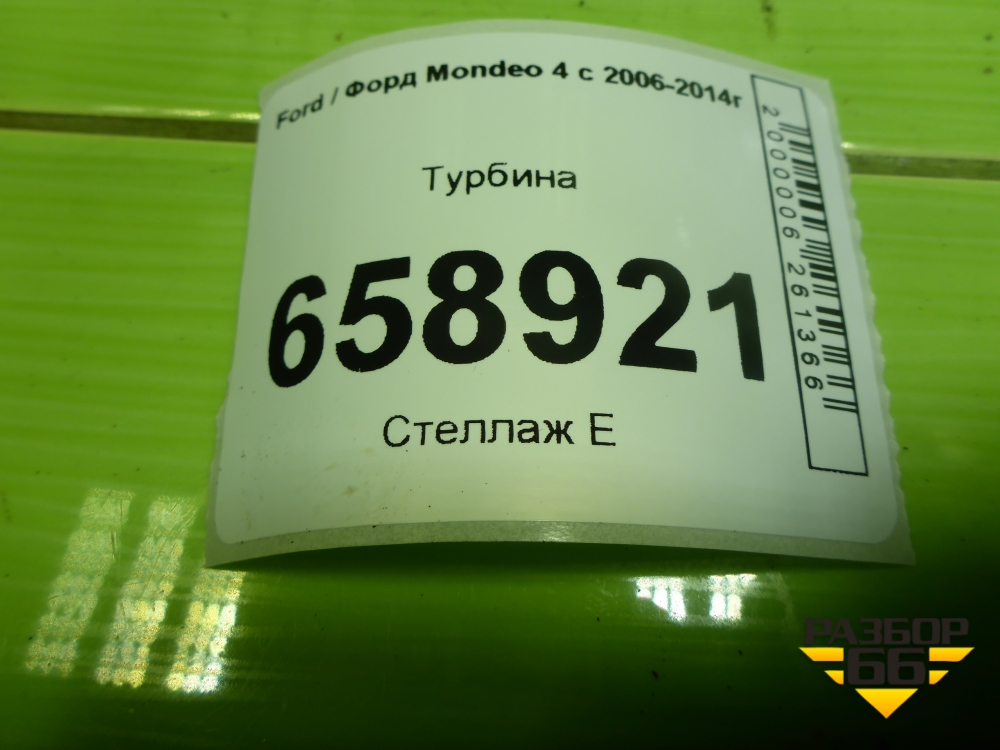 Ford / Форд Mondeo 4 с 2006-2014г
Турбина
658921
Стеллаж Е
2000006261366
РАЗБОР
66